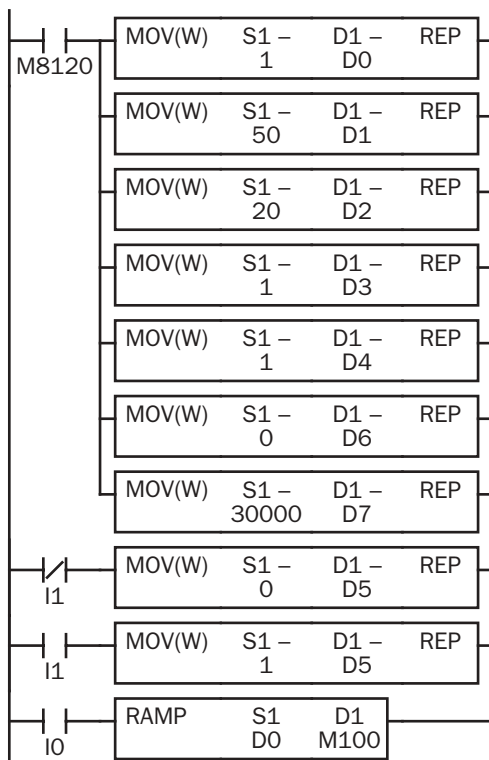 MOV(W) S1 – D1 – REP
M8120 1 D0
MOV(W) S1 – D1 – REP
50 D1
MOV(W) S1 – D1 – REP
20 D2
MOV(W) S1 – D1 – REP
1 D3
MOV(W) S1 – D1 – REP
1 D4
MOV(W) S1 – D1 – REP
0 D6
MOV(W) S1 – D1 – REP
30000 D7
MOV(W) S1 – D1 – REP
I1 0 D5
MOV(W) S1 – D1 – REP
I1 1 D5
RAMP S1 D1
I0 D0 M100